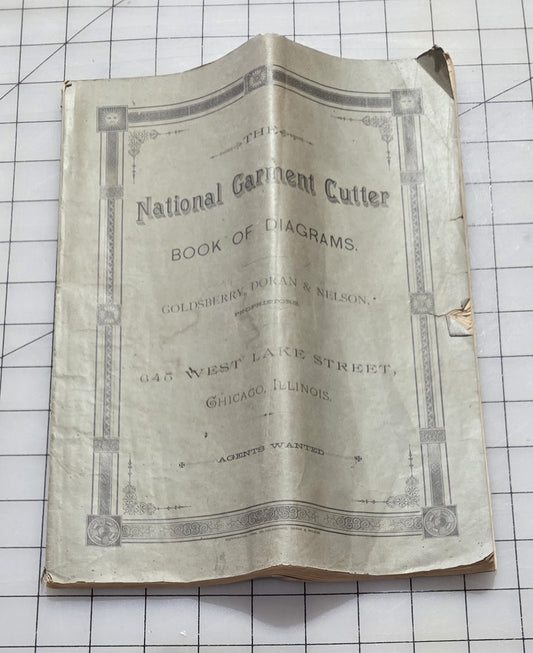 THE
National Garment Cutter
BOOK OF DIAGRAMS.
GOLDSBERRY, DORAN & NELSON,
PROPRIETORS
645 WEST LAKE STREET,
CHICAGO, ILLINOIS.
AGENTS WANTED